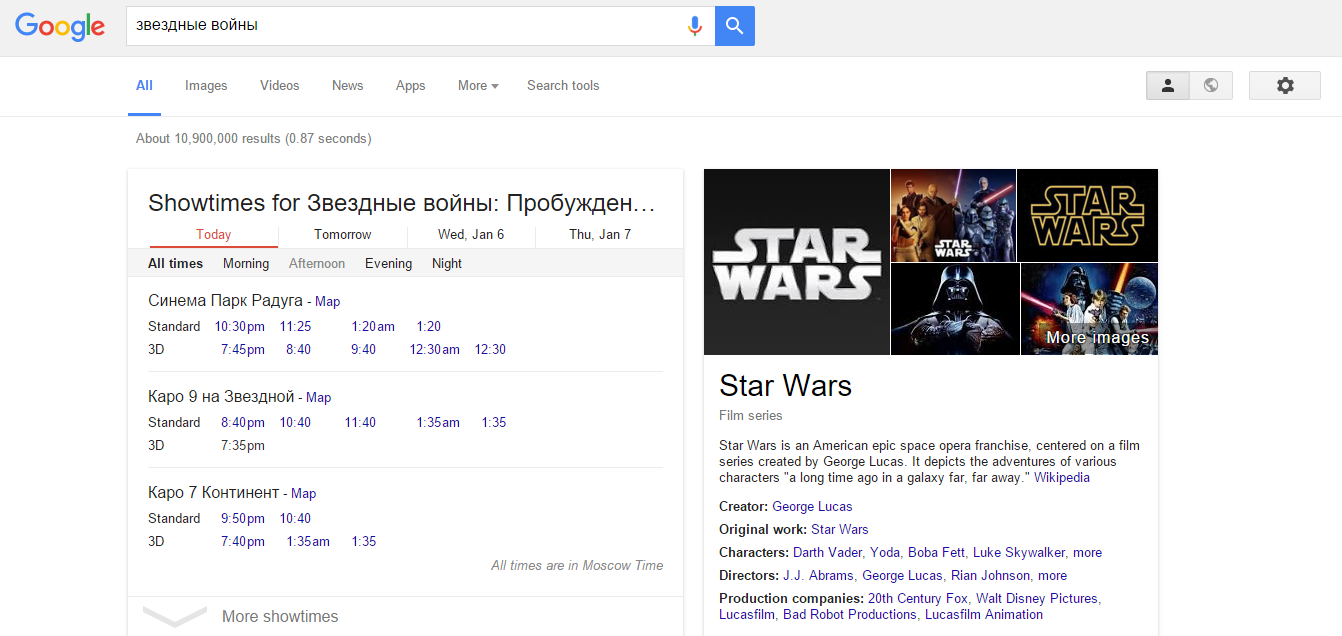 Google
звездные войны
All Images Videos News Apps More Search tools
About 10,900,000 results (0.87 seconds)
Showtimes for Звездные войны: Пробужден…
Today Tomorrow Wed, Jan 6 Thu, Jan 7
All times Morning Afternoon Evening Night
Синема Парк Радуга - Map
Standard 10:30pm 11:25 1:20am 1:20
3D 7:45pm 8:40 9:40 12:30am 12:30
Каро 9 на Звездной - Map
Standard 8:40pm 10:40 11:40 1:35am 1:35
3D 7:35pm
Каро 7 Континент - Map
Standard 9:50pm 10:40
3D 7:40pm 1:35am 1:35
All times are in Moscow Time
More showtimes
STAR
WARS
STAR
WARS
STAR
WARS
More images
Star Wars
Film series
Star Wars is an American epic space opera franchise, centered on a film
series created by George Lucas. It depicts the adventures of various
characters "a long time ago in a galaxy far, far away." Wikipedia
Creator: George Lucas
Original work: Star Wars
Characters: Darth Vader, Yoda, Boba Fett, Luke Skywalker, more
Directors: J.J. Abrams, George Lucas, Rian Johnson, more
Production companies: 20th Century Fox, Walt Disney Pictures,
Lucasfilm, Bad Robot Productions, Lucasfilm Animation